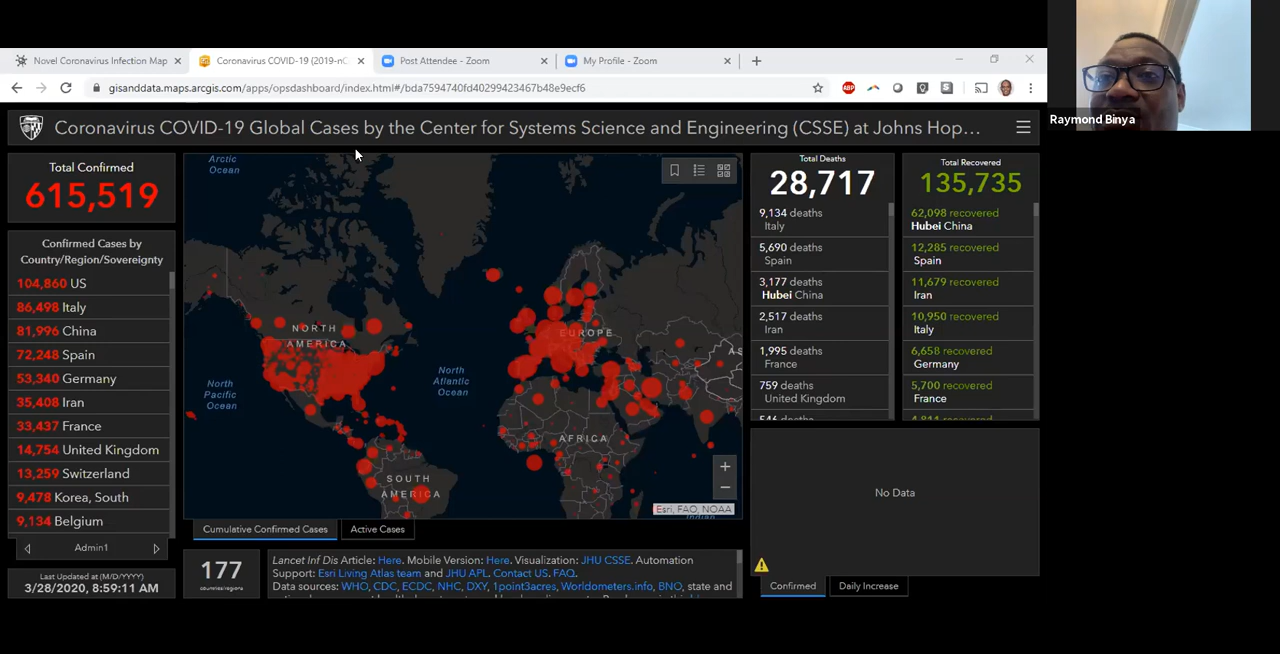 Novel Coronavirus Infection Map
Coronavirus COVID-19 (2019-nC
Post Attendee - Zoom
My Profile - Zoom
gisanddata.maps.arcgis.com/apps/opsdashboard/index.html#/bda7594740fd40299423467b48e9ecf6
ABP
S
Raymond Binya
Coronavirus COVID-19 Global Cases by the Center for Systems Science and Engineering (CSSE) at Johns Hop...
Total Confirmed
615,519
Confirmed Cases by
Country/Region/Sovereignty
104,860 US
86,498 Italy
81,996 China
72,248 Spain
53,340 Germany
35,408 Iran
33,437 France
14,754 United Kingdom
13,259 Switzerland
9,478 Korea, South
9,134 Belgium
Admin1
Last Updated at (M/D/YYYY)
3/28/2020, 8:59:11 AM
Arctic
Ocean
NORTH
AMERICA
EUROPE
AS
North
Pacific
Ocean
North
Atlantic
Ocean
AFRICA
SOUTH
AMERICA
Indian
+
−
Esri, FAO, NOAA
Cumulative Confirmed Cases
Active Cases
177
countries/regions
Lancet Inf Dis Article: Here. Mobile Version: Here. Visualization: JHU CSSE. Automation
Support: Esri Living Atlas team and JHU APL. Contact US. FAQ.
Data sources: WHO, CDC, ECDC, NHC, DXY, 1point3acres, Worldometers.info, BNO, state and
Total Deaths
28,717
9,134 deaths
Italy
5,690 deaths
Spain
3,177 deaths
Hubei China
2,517 deaths
Iran
1,995 deaths
France
759 deaths
United Kingdom
546 deaths
Total Recovered
135,735
62,098 recovered
Hubei China
12,285 recovered
Spain
11,679 recovered
Iran
10,950 recovered
Italy
6,658 recovered
Germany
5,700 recovered
France
4,811 recovered
No Data
Confirmed
Daily Increase